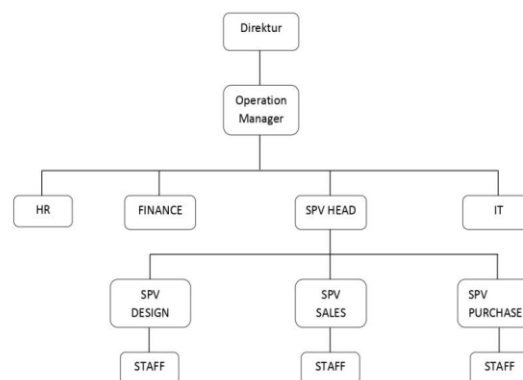 Direktur
Operation
Manager
HR
FINANCE
SPV HEAD
IT
SPV
DESIGN
SPV
SALES
SPV
PURCHASE
STAFF
STAFF
STAFF